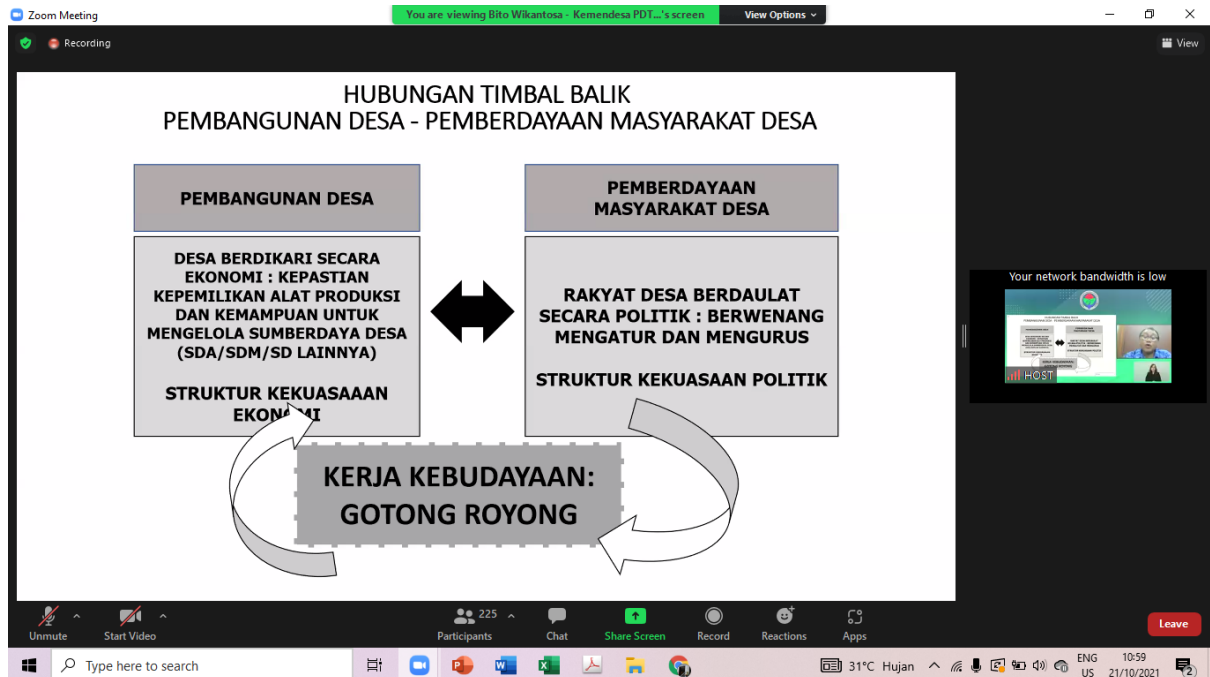 Zoom Meeting
You are viewing Bito Wikantosa - Kemendesa PDT...'s screen
View Options
Recording
View
HUBUNGAN TIMBAL BALIK
PEMBANGUNAN DESA - PEMBERDAYAAN MASYARAKAT DESA
PEMBANGUNAN DESA
DESA BERDIKARI SECARA
EKONOMI : KEPASTIAN
KEPEMILIKAN ALAT PRODUKSI
DAN KEMAMPUAN UNTUK
MENGELOLA SUMBERDAYA DESA
(SDA/SDM/SD LAINNYA)
STRUKTUR KEKUASAAAN
EKONOMI
PEMBERDAYAAN
MASYARAKAT DESA
RAKYAT DESA BERDAULAT
SECARA POLITIK : BERWENANG
MENGATUR DAN MENGURUS
STRUKTUR KEKUASAAN POLITIK
KERJA KEBUDAYAAN:
GOTONG ROYONG
Your network bandwidth is low
HOST
Unmute
Start Video
225
Participants
Chat
Share Screen
Record
Reactions
Apps
Leave
Type here to search
31°C Hujan
ENG
US
10:59
21/10/2021
2